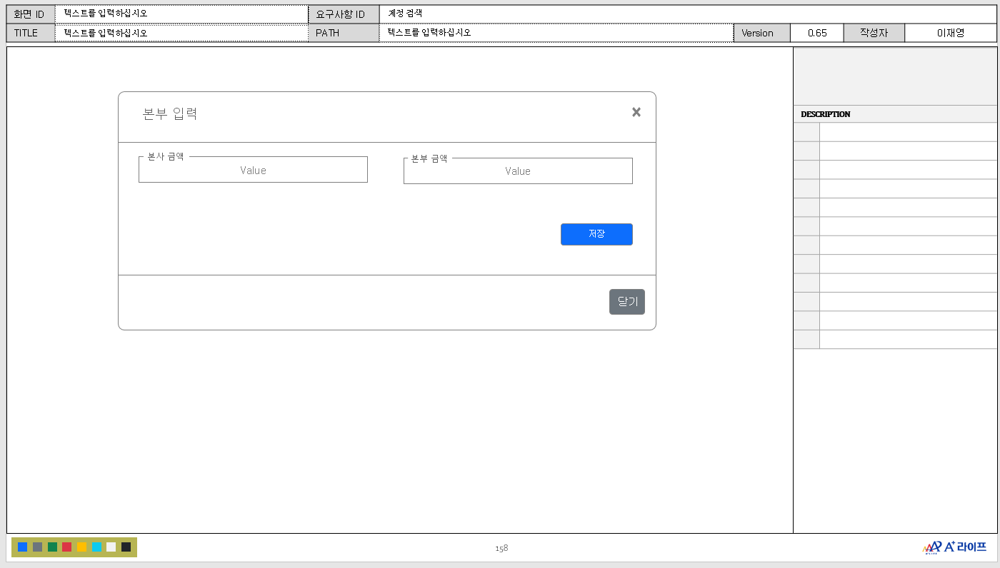 화면 ID 텍스트를 입력하십시오 요구사항 ID 계정 검색
TITLE 텍스트를 입력하십시오 PATH 텍스트를 입력하십시오 Version 0.65 작성자 이재영
본부 입력
×
본사 금액 본부 금액
Value Value
저장
닫기
DESCRIPTION
158
A+ 라이프